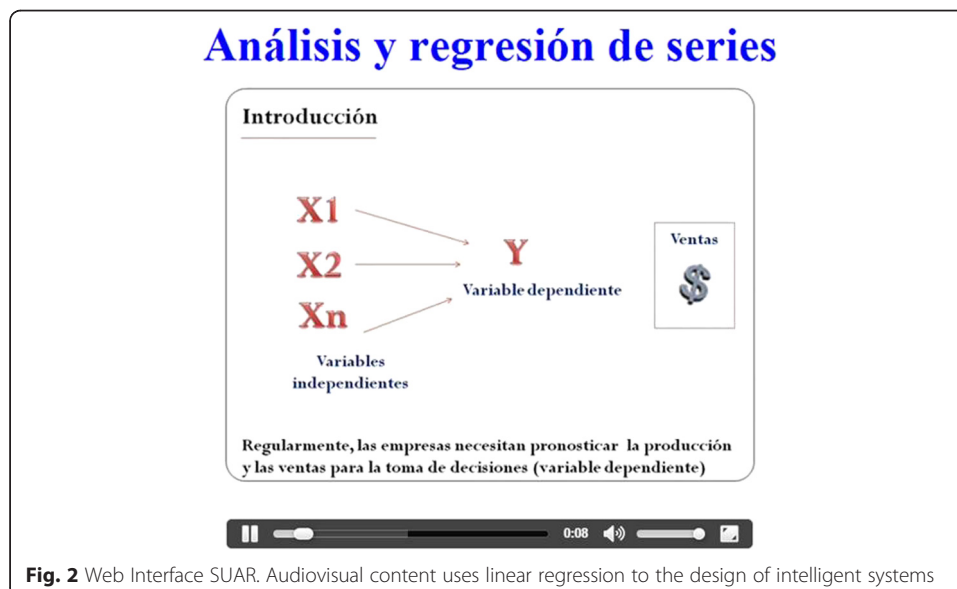 Análisis y regresión de series
Introducción
X1
X2
Xn
Variables
independientes
Y
Variable dependiente
Ventas
$
Regularmente, las empresas necesitan pronosticar la producción
y las ventas para la toma de decisiones (variable dependiente)
0:08
Fig. 2 Web Interface SUAR. Audiovisual content uses linear regression to the design of intelligent systems